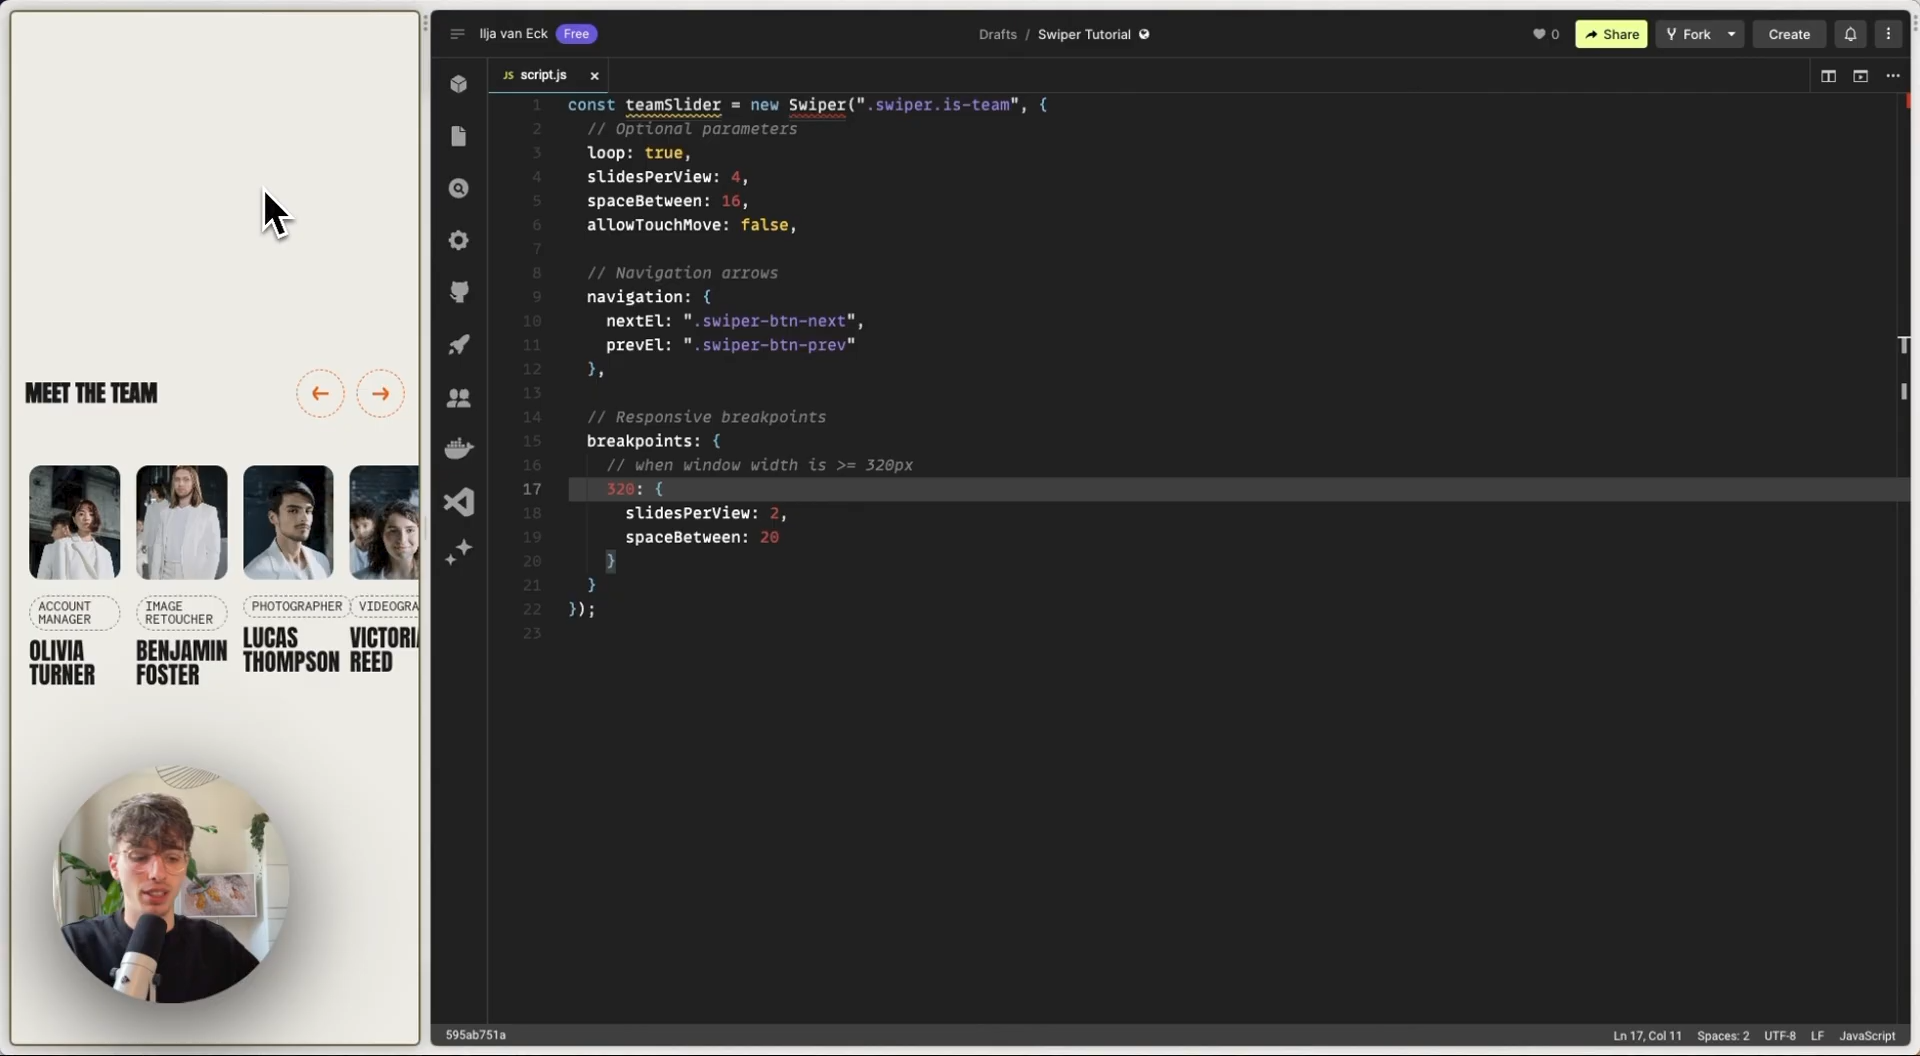 Ilja van Eck Free
Drafts / Swiper Tutorial
0
Share
Fork
Create
JS script.js
1 const teamSlider = new Swiper(".swiper.is-team", {
2 // Optional parameters
3 loop: true,
4 slidesPerView: 4,
5 spaceBetween: 16,
6 allowTouchMove: false,
7
8 // Navigation arrows
9 navigation: {
10 nextEl: ".swiper-btn-next",
11 prevEl: ".swiper-btn-prev"
12 },
13
14 // Responsive breakpoints
15 breakpoints: {
16 // when window width is >= 320px
17 320: {
18 slidesPerView: 2,
19 spaceBetween: 20
20 }
21 }
22 });
23
MEET THE TEAM
ACCOUNT
MANAGER
OLIVIA
TURNER
IMAGE
RETOUCHER
BENJAMIN
FOSTER
PHOTOGRAPHER
LUCAS
THOMPSON
VIDEOGRA
VICTORIA
REED
595ab751a
Ln 17, Col 11 Spaces: 2 UTF-8 LF JavaScript